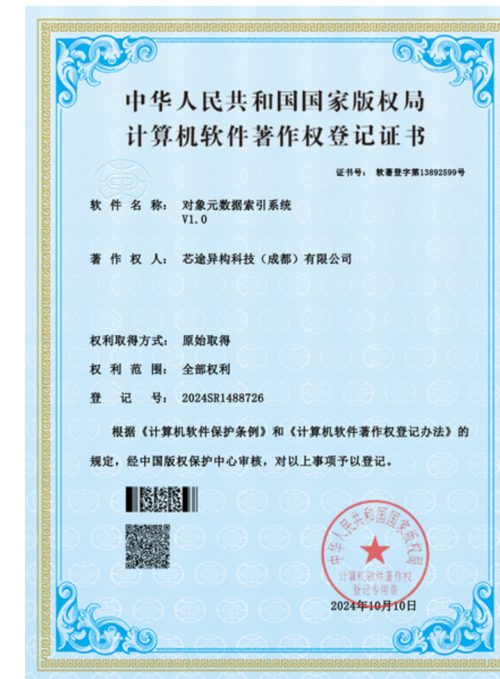 中华人民共和国国家版权局
计算机软件著作权登记证书
证书号： 软著登字第13892599号
软 件 名 称： 对象元数据索引系统
V1.0
著 作 权 人： 芯途异构科技（成都）有限公司
权利取得方式： 原始取得
权 利 范 围： 全部权利
登 记 号： 2024SR1488726
根据《计算机软件保护条例》和《计算机软件著作权登记办法》的
规定，经中国版权保护中心审核，对以上事项予以登记。
中华人民共和国国家版权局
计算机软件著作权
登记专用章
2024年10月10日